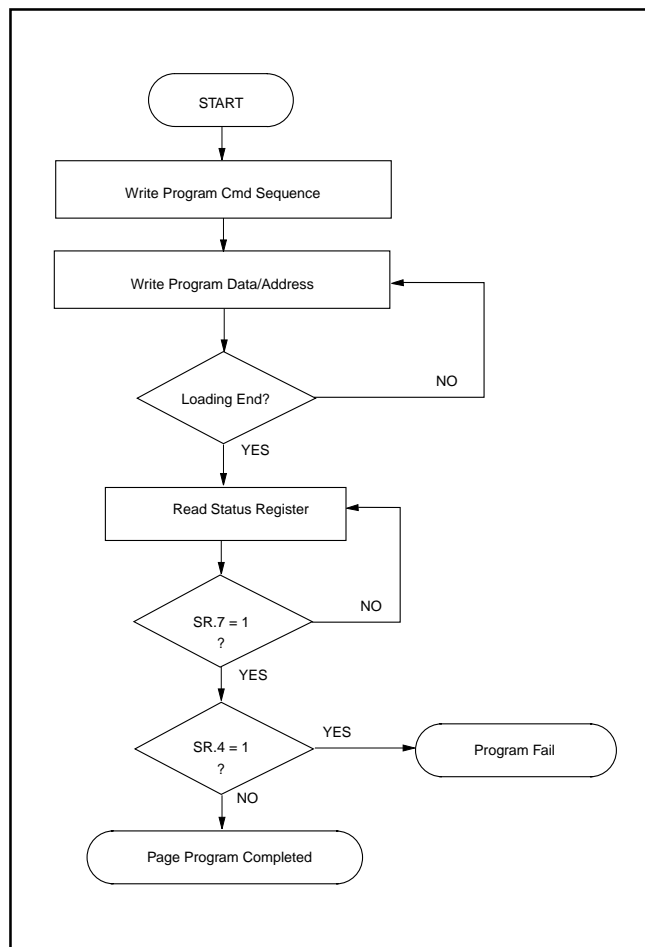 START
Write Program Cmd Sequence
Write Program Data/Address
NO
Loading End?
YES
Read Status Register
NO
SR.7 = 1
?
YES
YES
SR.4 = 1
?
Program Fail
NO
Page Program Completed